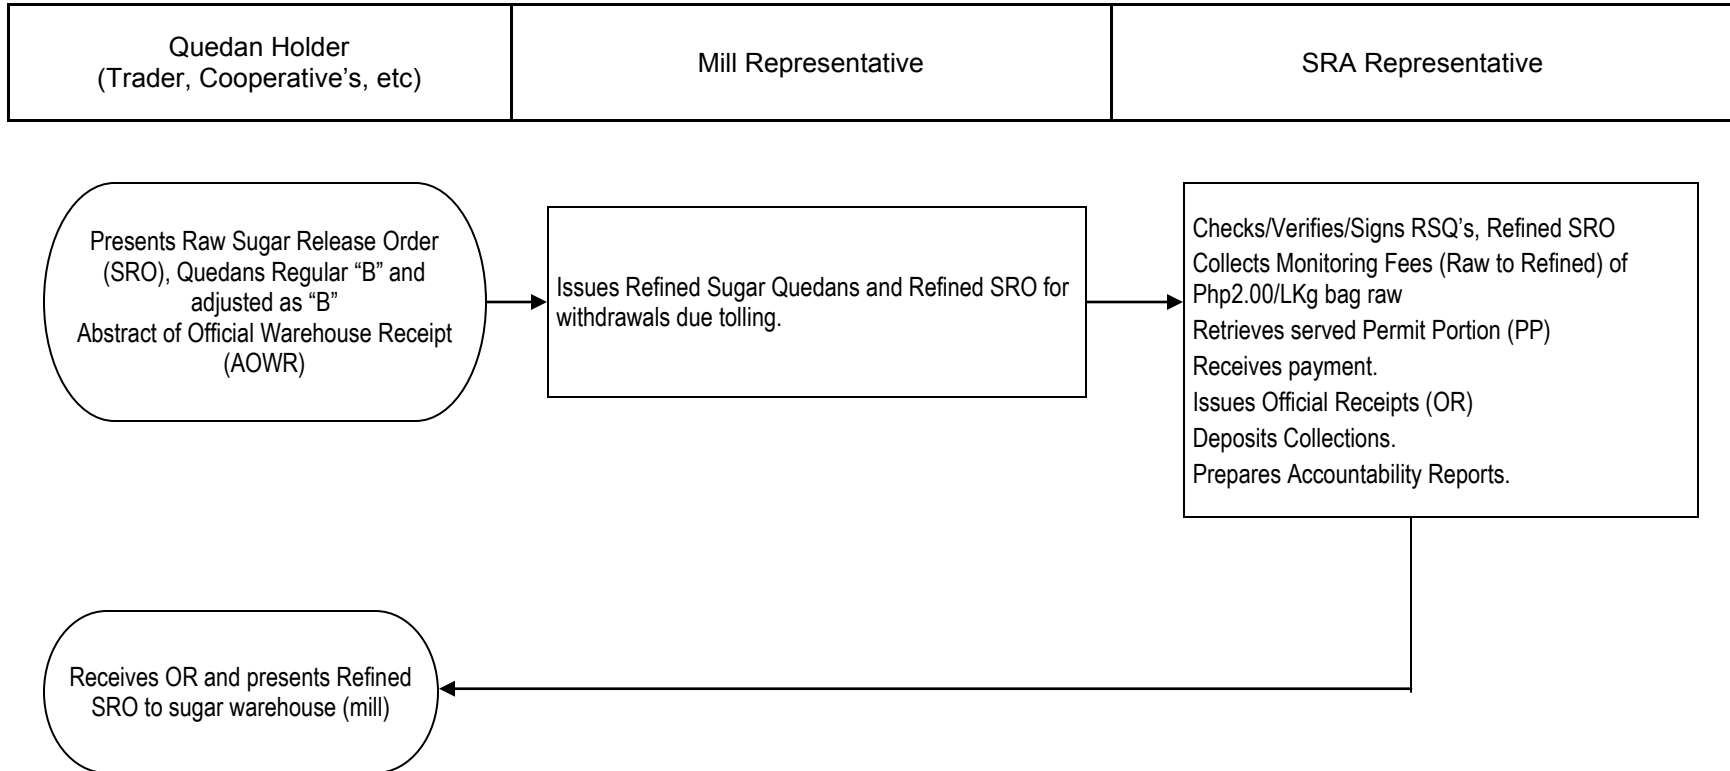 Quedan Holder
(Trader, Cooperative’s, etc)
Mill Representative
SRA Representative
Presents Raw Sugar Release Order
(SRO), Quedans Regular “B” and
adjusted as “B”
Abstract of Official Warehouse Receipt
(AOWR)
Issues Refined Sugar Quedans and Refined SRO for
withdrawals due tolling.
Checks/Verifies/Signs RSQ’s, Refined SRO
Collects Monitoring Fees (Raw to Refined) of
Php2.00/LKg bag raw
Retrieves served Permit Portion (PP)
Receives payment.
Issues Official Receipts (OR)
Deposits Collections.
Prepares Accountability Reports.
Receives OR and presents Refined
SRO to sugar warehouse (mill)